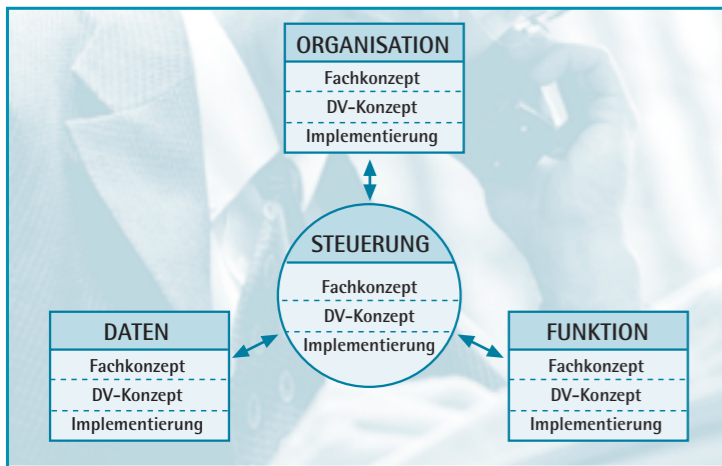 ORGANISATION
Fachkonzept
DV-Konzept
Implementierung
STEUERUNG
Fachkonzept
DV-Konzept
Implementierung
DATEN
Fachkonzept
DV-Konzept
Implementierung
FUNKTION
Fachkonzept
DV-Konzept
Implementierung